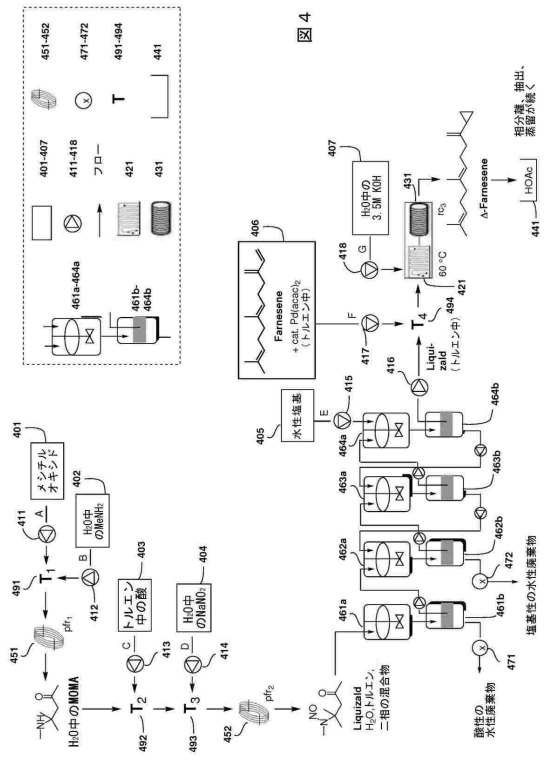 図4
401
メシチル
オキシド
A
411
402
H₂O中
のMeNH₂
B
412
491
T₁
451
pfr₁
H₂O中のMOMA
—NH
O
403
トルエン
中の酸
C
413
492
T₂
404
H₂O中
のNaNO₂
D
414
493
T₃
452
pfr₂
NO
—N
O
Liquizald
H₂O,トルエン,
二相の混合物
461a
461b
471
x
酸性の
水性廃棄物
462a
462b
472
x
塩基性の水性廃棄物
463a
463b
464a
464b
405
水性塩基
E
415
416
Liqui-
zald
(トルエン中)
406
Farnesene
+ cat. Pd(acac)₂
(トルエン中)
F
417
T₄
494
407
H₂O中の
3.5M KOH
G
418
60 °C
421
431
rc₃
Δ-Farnesene
HOAc
441
相分離、抽出、
蒸留が続く
401-407
411-418
フロー
421
431
451-452
471-472
x
491-494
T
441
461a-464a
461b-
464b